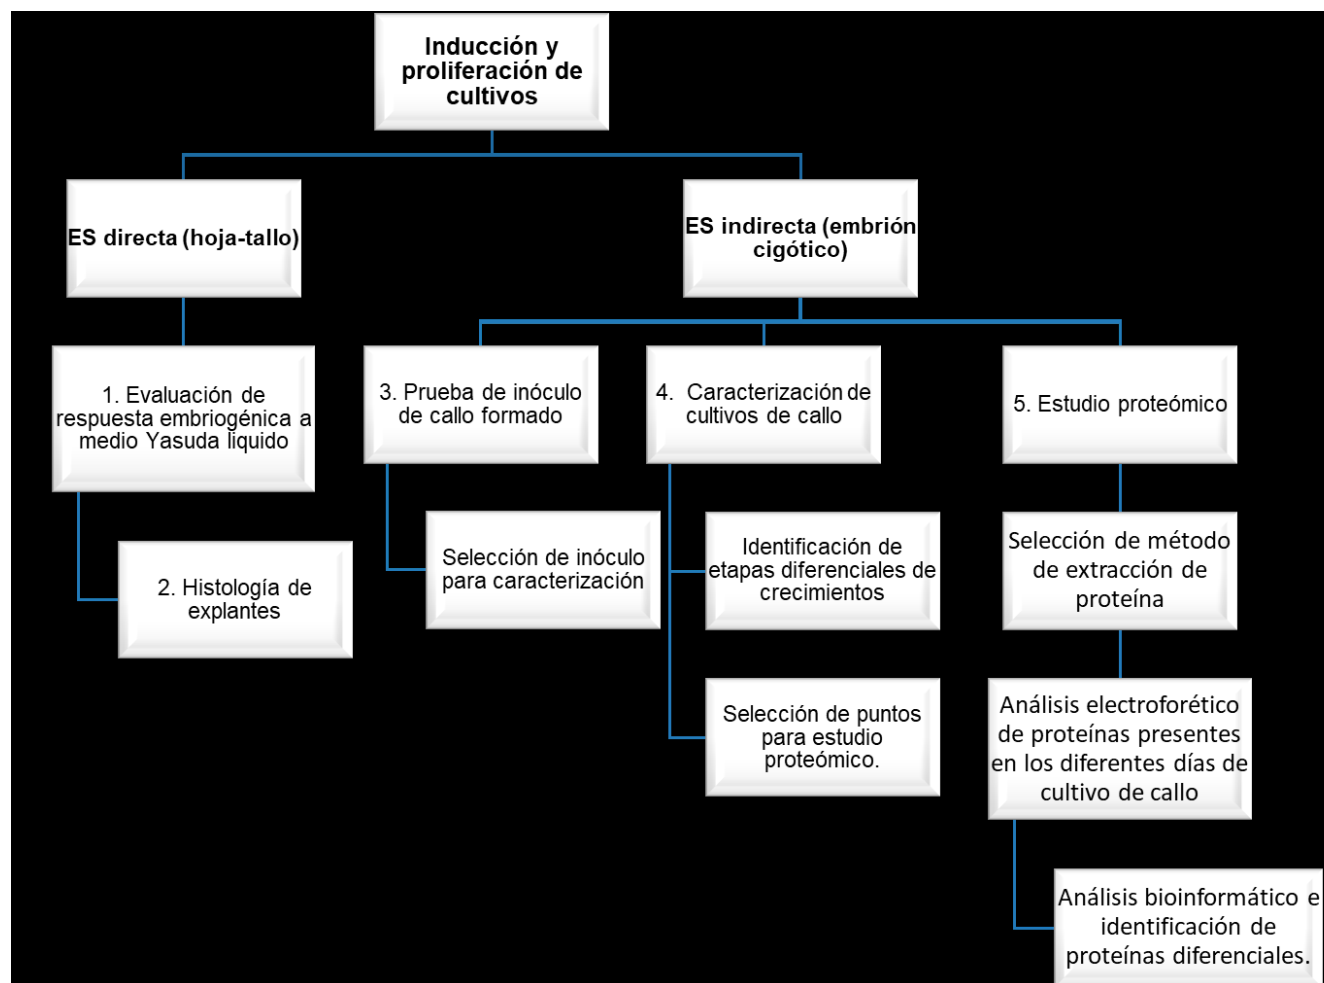 Inducción y
proliferación de
cultivos
ES directa (hoja-tallo)
ES indirecta (embrión
cigótico)
1. Evaluación de
respuesta embriogénica a
medio Yasuda liquido
2. Histología de
explantes
3. Prueba de inóculo
de callo formado
Selección de inóculo
para caracterización
4. Caracterización de
cultivos de callo
Identificación de
etapas diferenciales de
crecimientos
Selección de puntos
para estudio
proteómico.
5. Estudio proteómico
Selección de método
de extracción de
proteína
Análisis electroforético
de proteínas presentes
en los diferentes días de
cultivo de callo
Análisis bioinformático e
identificación de
proteínas diferenciales.